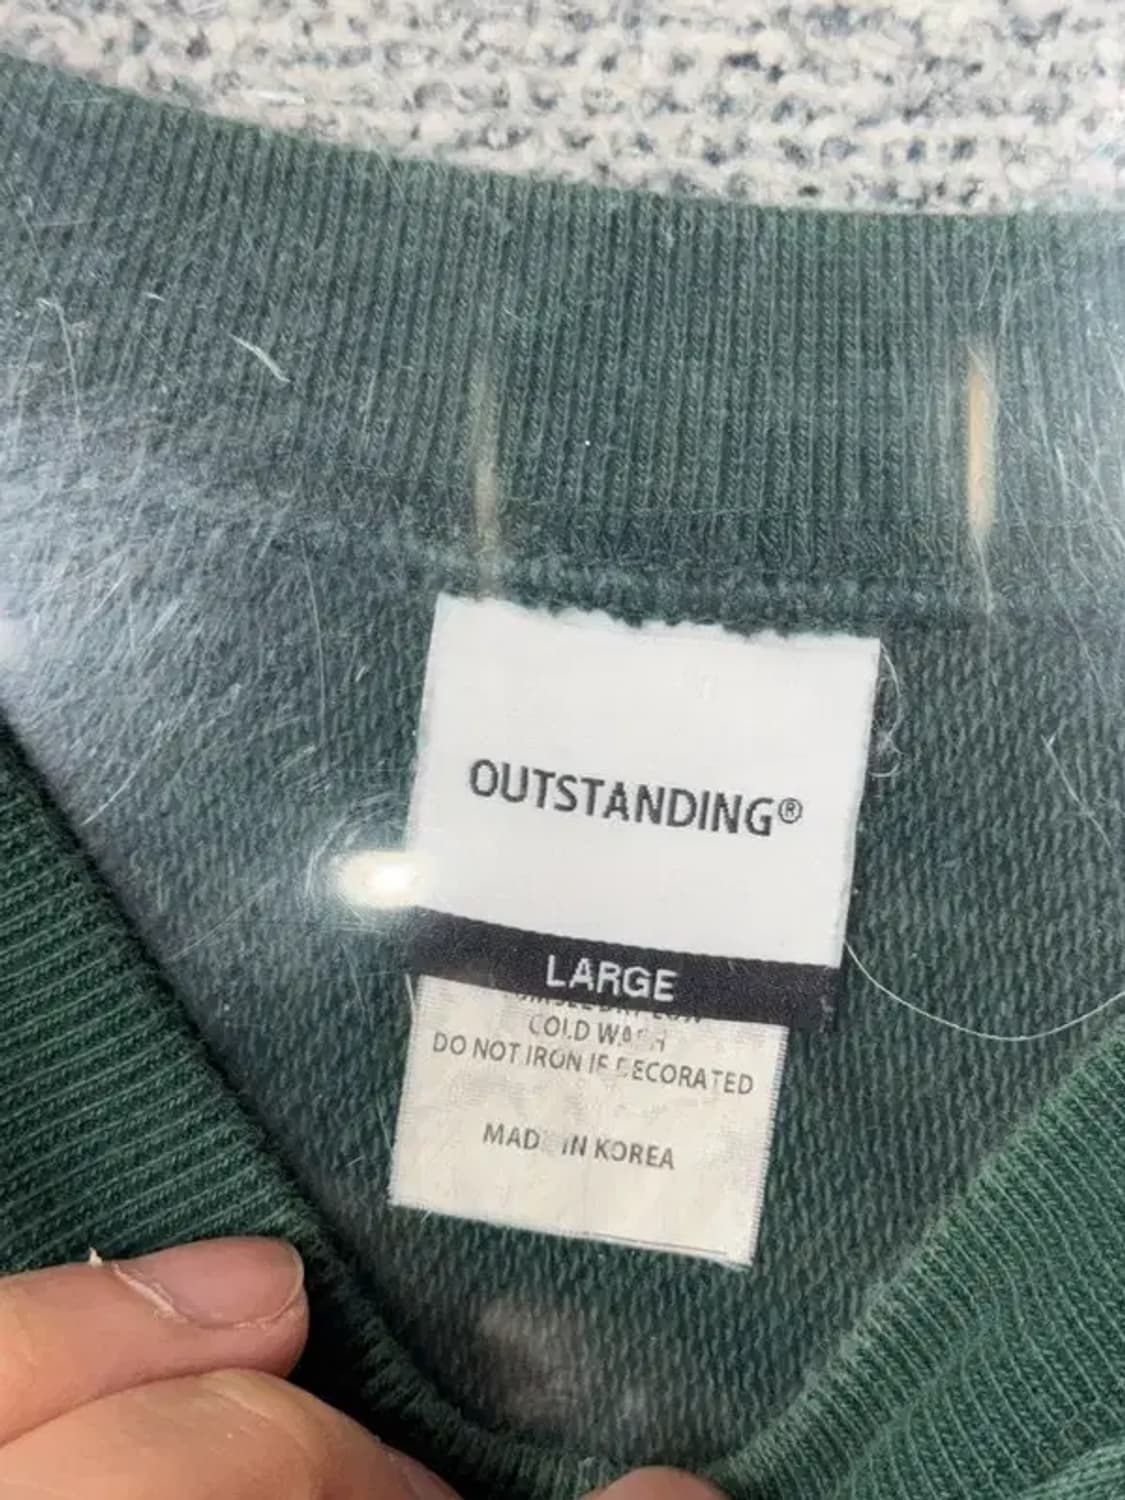 OUTSTANDING®
LARGE
COLD WASH
DO NOT IRON IF DECORATED
MADE IN KOREA